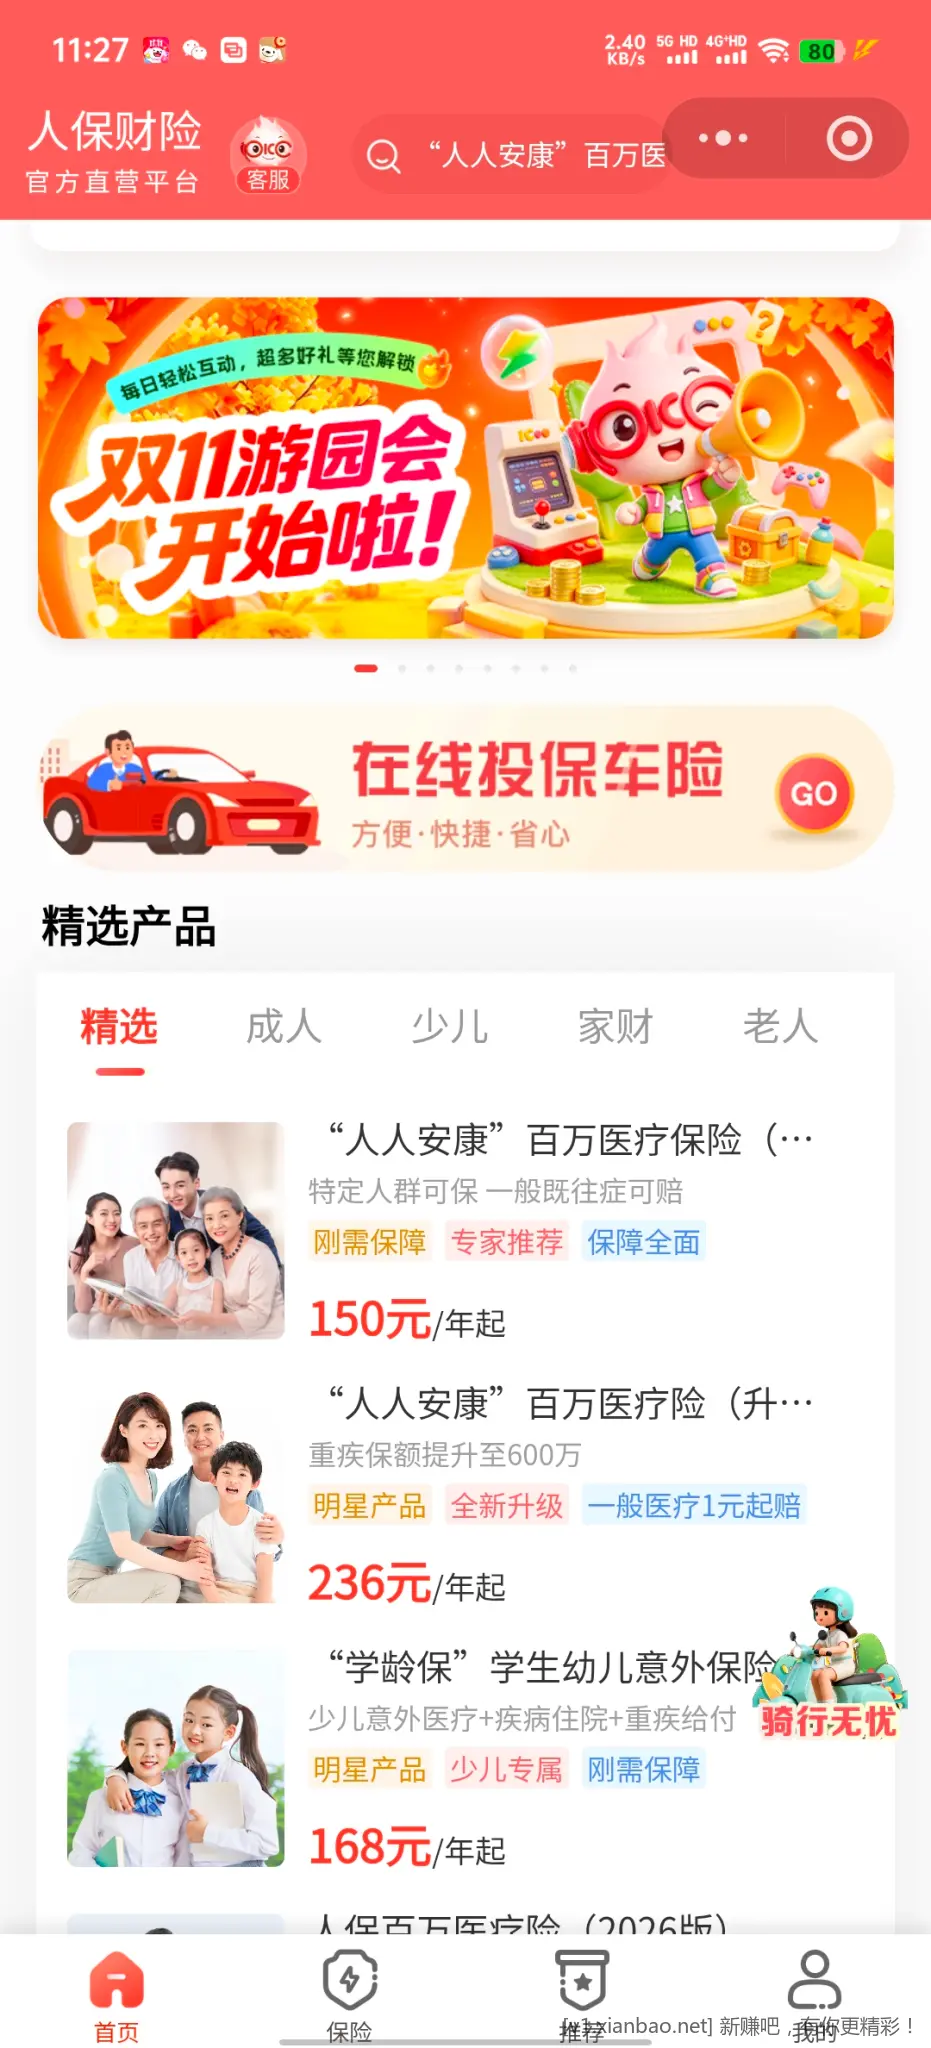 11:27
2.40 KB/s 5G HD 4G+HD 80
人保财险
官方直营平台
客服
“人人安康”百万医
每日轻松互动，超多好礼等您解锁
双11游园会
开始啦！
在线投保车险
GO
方便·快捷·省心
精选产品
精选 成人 少儿 家财 老人
“人人安康”百万医疗保险（…
特定人群可保 一般既往症可赔
刚需保障 专家推荐 保障全面
150元/年起
“人人安康”百万医疗险（升…
重疾保额提升至600万
明星产品 全新升级 一般医疗1元起赔
236元/年起
“学龄保”学生幼儿意外保险
少儿意外医疗+疾病住院+重疾给付
骑行无忧
明星产品 少儿专属 刚需保障
168元/年起
人保百万医疗险（2026版）
首页 保险 推荐 我的
[v1.xianbao.net] 新赚吧，有你更精彩！